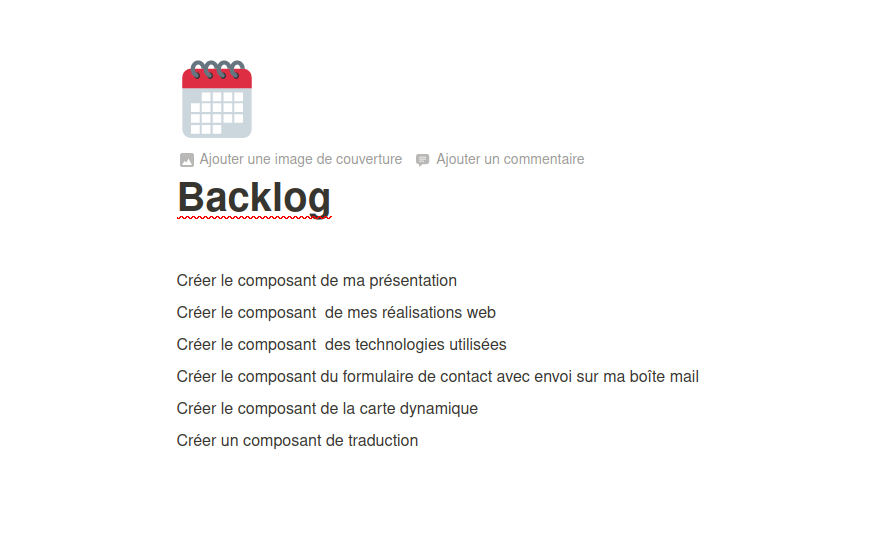 Ajouter une image de couverture Ajouter un commentaire
Backlog
Créer le composant de ma présentation
Créer le composant  de mes réalisations web
Créer le composant  des technologies utilisées
Créer le composant du formulaire de contact avec envoi sur ma boîte mail
Créer le composant de la carte dynamique
Créer un composant de traduction